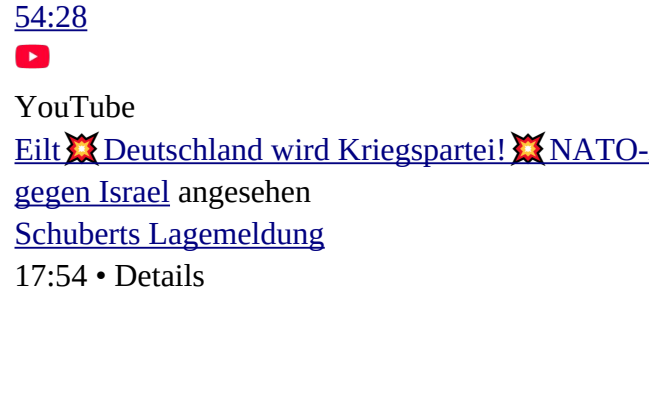 54:28
YouTube
Eilt💥Deutschland wird Kriegspartei!💥NATO-
gegen Israel angesehen
Schuberts Lagemeldung
17:54 • Details